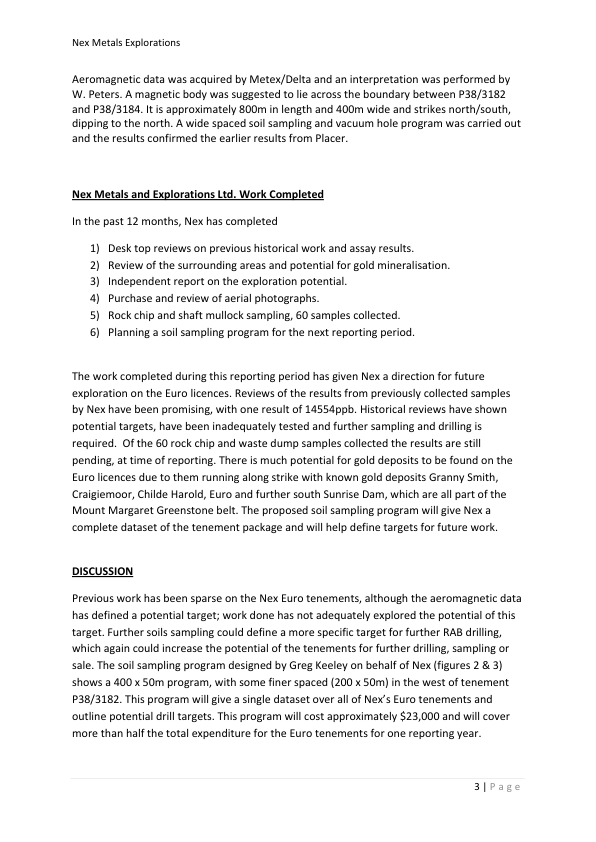 Nex Metals Explorations
Aeromagnetic data was acquired by Metex/Delta and an interpretation was performed by
W. Peters. A magnetic body was suggested to lie across the boundary between P38/3182
and P38/3184. It is approximately 800m in length and 400m wide and strikes north/south,
dipping to the north. A wide spaced soil sampling and vacuum hole program was carried out
and the results confirmed the earlier results from Placer.
Nex Metals and Explorations Ltd. Work Completed
In the past 12 months, Nex has completed
1) Desk top reviews on previous historical work and assay results.
2) Review of the surrounding areas and potential for gold mineralisation.
3) Independent report on the exploration potential.
4) Purchase and review of aerial photographs.
5) Rock chip and shaft mullock sampling, 60 samples collected.
6) Planning a soil sampling program for the next reporting period.
The work completed during this reporting period has given Nex a direction for future
exploration on the Euro licences. Reviews of the results from previously collected samples
by Nex have been promising, with one result of 14554ppb. Historical reviews have shown
potential targets, have been inadequately tested and further sampling and drilling is
required.  Of the 60 rock chip and waste dump samples collected the results are still
pending, at time of reporting. There is much potential for gold deposits to be found on the
Euro licences due to them running along strike with known gold deposits Granny Smith,
Craigiemoor, Childe Harold, Euro and further south Sunrise Dam, which are all part of the
Mount Margaret Greenstone belt. The proposed soil sampling program will give Nex a
complete dataset of the tenement package and will help define targets for future work.
DISCUSSION
Previous work has been sparse on the Nex Euro tenements, although the aeromagnetic data
has defined a potential target; work done has not adequately explored the potential of this
target. Further soils sampling could define a more specific target for further RAB drilling,
which again could increase the potential of the tenements for further drilling, sampling or
sale. The soil sampling program designed by Greg Keeley on behalf of Nex (figures 2 & 3)
shows a 400 x 50m program, with some finer spaced (200 x 50m) in the west of tenement
P38/3182. This program will give a single dataset over all of Nex’s Euro tenements and
outline potential drill targets. This program will cost approximately $23,000 and will cover
more than half the total expenditure for the Euro tenements for one reporting year.
3 | P a g e